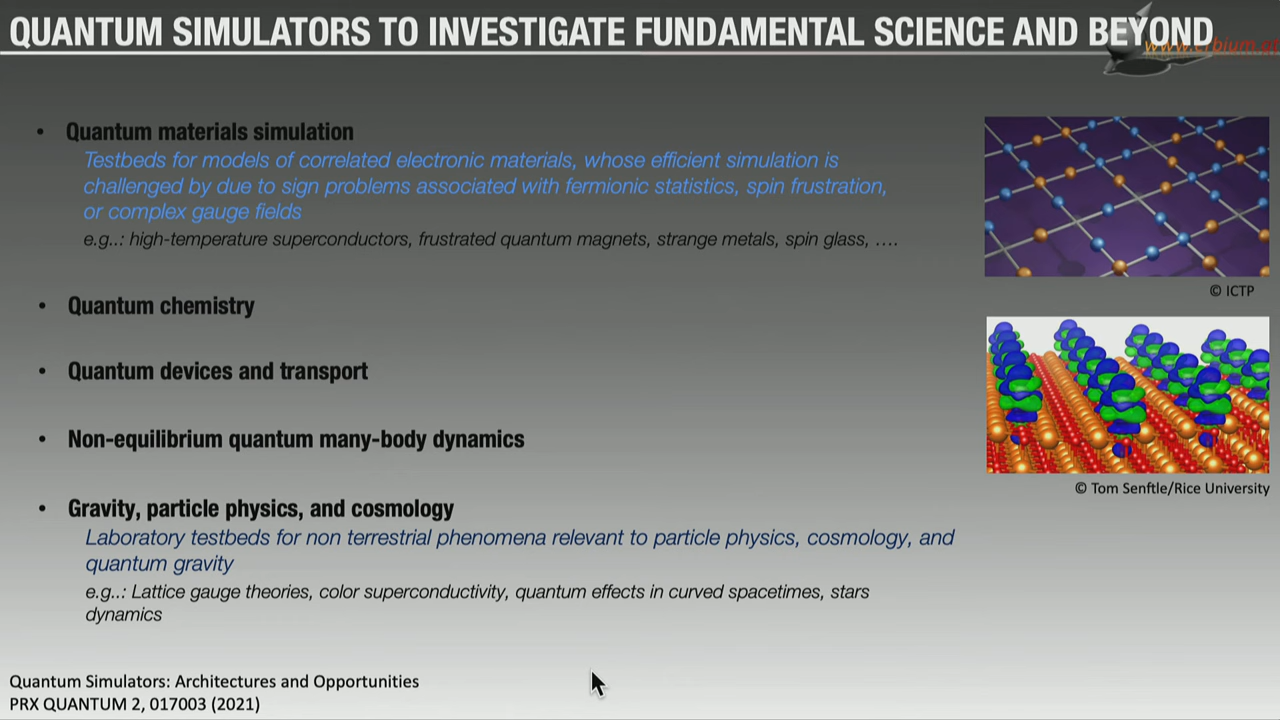 QUANTUM SIMULATORS TO INVESTIGATE FUNDAMENTAL SCIENCE AND BEYOND
www.erbium.at
• Quantum materials simulation
Testbeds for models of correlated electronic materials, whose efficient simulation is
challenged by due to sign problems associated with fermionic statistics, spin frustration,
or complex gauge fields
e.g..: high-temperature superconductors, frustrated quantum magnets, strange metals, spin glass, ….
© ICTP
• Quantum chemistry
• Quantum devices and transport
• Non-equilibrium quantum many-body dynamics
© Tom Senftle/Rice University
• Gravity, particle physics, and cosmology
Laboratory testbeds for non terrestrial phenomena relevant to particle physics, cosmology, and
quantum gravity
e.g..: Lattice gauge theories, color superconductivity, quantum effects in curved spacetimes, stars
dynamics
Quantum Simulators: Architectures and Opportunities
PRX QUANTUM 2, 017003 (2021)